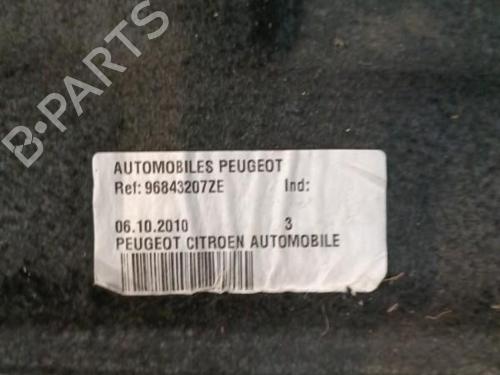 B-PARTS
AUTOMOBILES PEUGEOT
Ref: 96843207ZE Ind:
06.10.2010 3
PEUGEOT CITROEN AUTOMOBILE